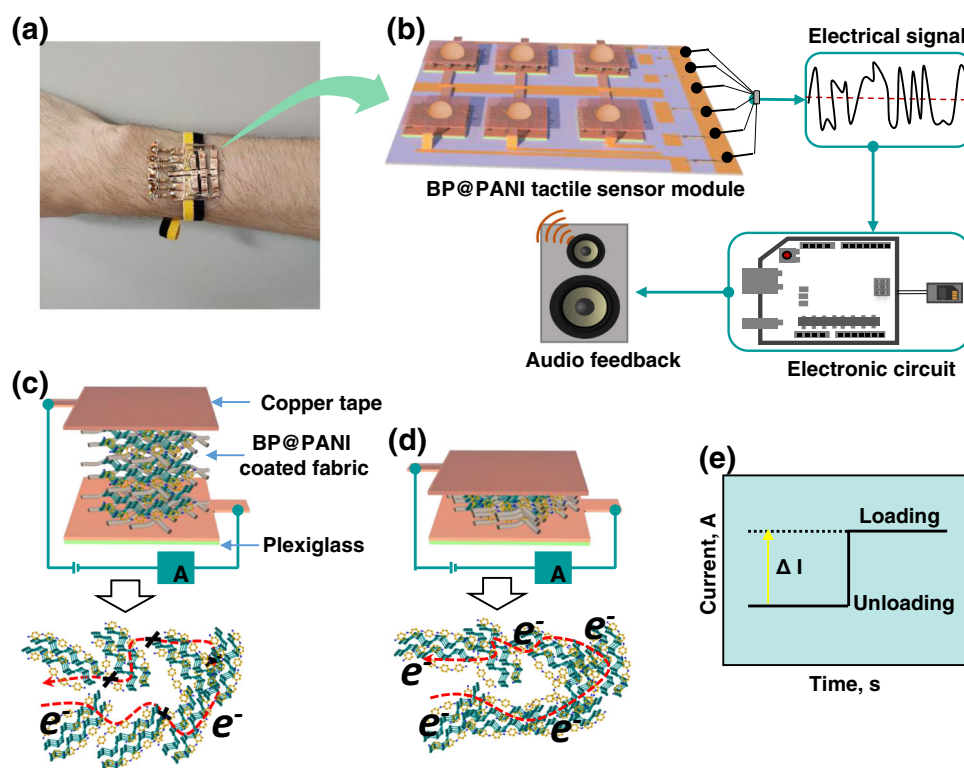 (a)
(b)
Electrical signal
BP@PANI tactile sensor module
Audio feedback
Electronic circuit
(c)
Copper tape
BP@PANI
coated fabric
Plexiglass
A
e-
e-
(d)
A
e-
e-
e-
e-
e-
(e)
Current, A
Loading
Δ I
Unloading
Time, s